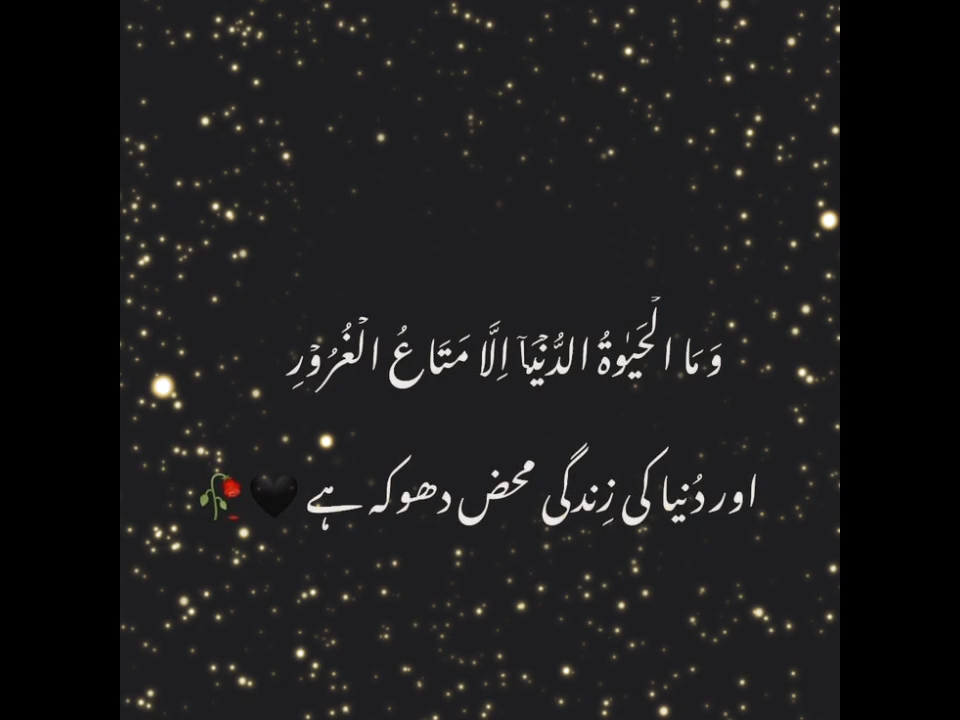 وَمَا الْحَیٰوةُ الدُّنْیَاۤ اِلَّا مَتَاعُ الْغُرُوْرِ
اور دُنیا کی زِندگی محض دھوکہ ہے 🖤🥀